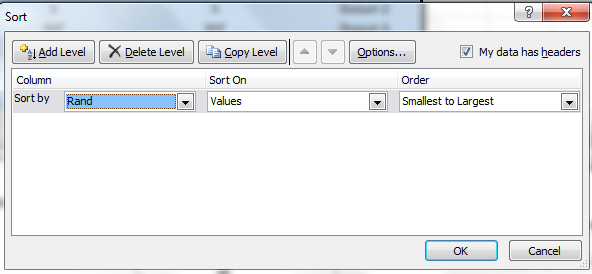 Sort
Add Level Delete Level Copy Level Options... My data has headers
Column Sort On Order
Sort by Rand Values Smallest to Largest
OK Cancel